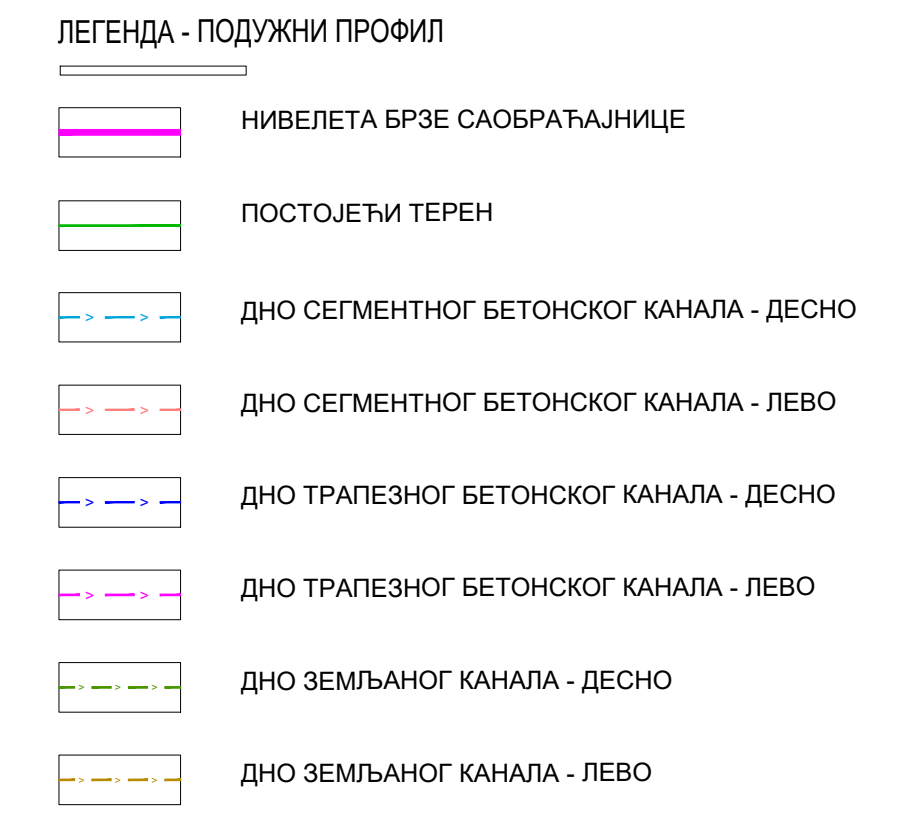 ЛЕГЕНДА - ПОДУЖНИ ПРОФИЛ
НИВЕЛЕТА БРЗЕ САОБРАЋАЈНИЦЕ
ПОСТОЈЕЋИ ТЕРЕН
ДНО СЕГМЕНТНОГ БЕТОНСКОГ КАНАЛА - ДЕСНО
ДНО СЕГМЕНТНОГ БЕТОНСКОГ КАНАЛА - ЛЕВО
ДНО ТРАПЕЗНОГ БЕТОНСКОГ КАНАЛА - ДЕСНО
ДНО ТРАПЕЗНОГ БЕТОНСКОГ КАНАЛА - ЛЕВО
ДНО ЗЕМЉАНОГ КАНАЛА - ДЕСНО
ДНО ЗЕМЉАНОГ КАНАЛА - ЛЕВО